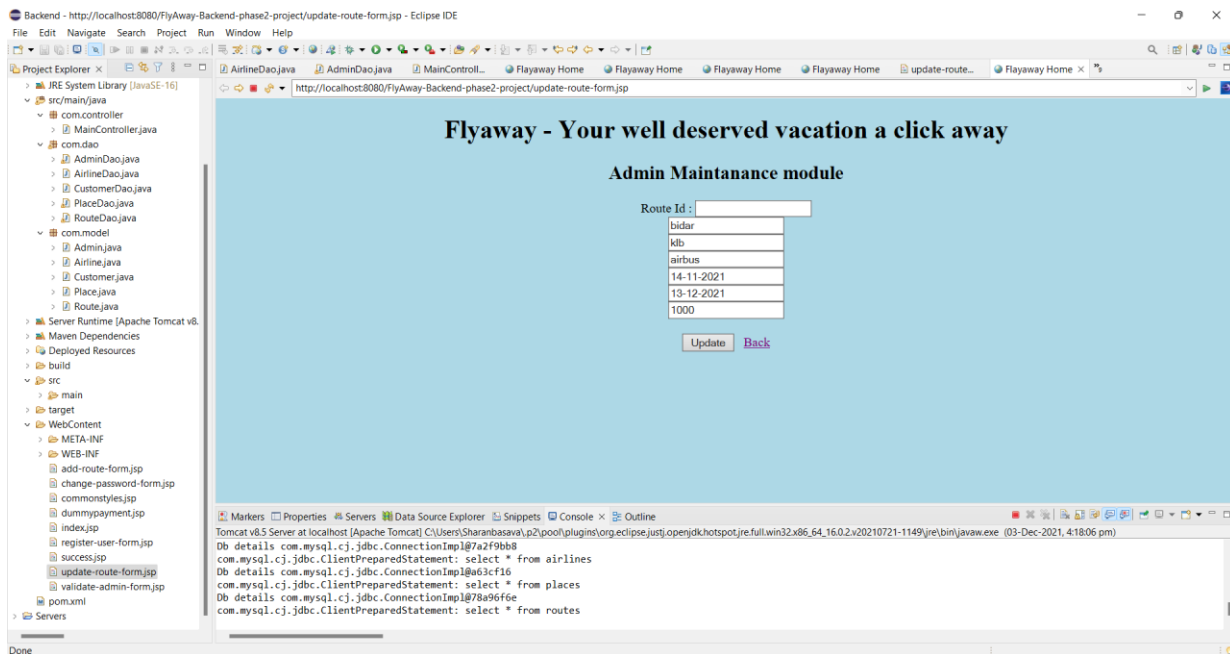 Backend - http://localhost:8080/FlyAway-Backend-phase2-project/update-route-form.jsp - Eclipse IDE
File Edit Navigate Search Project Run Window Help
Project Explorer
AirlineDao.java AdminDao.java MainControll... Flayaway Home Flayaway Home Flayaway Home Flayaway Home update-route... Flayaway Home
http://localhost:8080/FlyAway-Backend-phase2-project/update-route-form.jsp
JRE System Library [JavaSE-16]
src/main/java
com.controller
MainController.java
com.dao
AdminDao.java
AirlineDao.java
CustomerDao.java
PlaceDao.java
RouteDao.java
com.model
Admin.java
Airline.java
Customer.java
Place.java
Route.java
Server Runtime [Apache Tomcat v8.
Maven Dependencies
Deployed Resources
build
src
main
target
WebContent
META-INF
WEB-INF
add-route-form.jsp
change-password-form.jsp
commonstyles.jsp
dummypayment.jsp
index.jsp
register-user-form.jsp
success.jsp
update-route-form.jsp
validate-admin-form.jsp
pom.xml
Servers
Flyaway - Your well deserved vacation a click away
Admin Maintanance module
Route Id :
bidar
klb
airbus
14-11-2021
13-12-2021
1000
Update Back
Markers Properties Servers Data Source Explorer Snippets Console Outline
Tomcat v8.5 Server at localhost [Apache Tomcat] C:\Users\Sharanbasava\.p2\pool\plugins\org.eclipse.justj.openjdk.hotspot.jre.full.win32.x86_64_16.0.2.v20210721-1149\jre\bin\javaw.exe (03-Dec-2021, 4:18:06 pm)
Db details com.mysql.cj.jdbc.ConnectionImpl@7a2f9bb8
com.mysql.cj.jdbc.ClientPreparedStatement: select * from airlines
Db details com.mysql.cj.jdbc.ConnectionImpl@a63cf16
com.mysql.cj.jdbc.ClientPreparedStatement: select * from places
Db details com.mysql.cj.jdbc.ConnectionImpl@78a96f6e
com.mysql.cj.jdbc.ClientPreparedStatement: select * from routes
Done